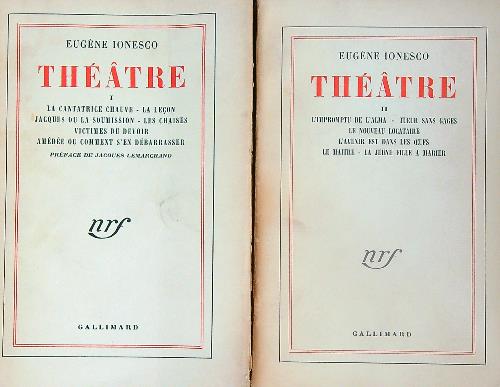 EUGÈNE IONESCO
THÉÂTRE
I
LA CANTATRICE CHAUVE - LA LEÇON
JACQUES OU LA SOUMISSION - LES CHAISES
VICTIMES DU DEVOIR
AMÉDÉE OU COMMENT S'EN DÉBARRASSER
PRÉFACE DE JACQUES LEMARCHAND
nrf
GALLIMARD
EUGÈNE IONESCO
THÉÂTRE
II
L'IMPROMPTU DE L'ALMA - TUEUR SANS GAGES
LE NOUVEAU LOCATAIRE
L'AVENIR EST DANS LES ŒUFS
LE MAITRE - LA JEUNE FILLE A MARIER
nrf
GALLIMARD